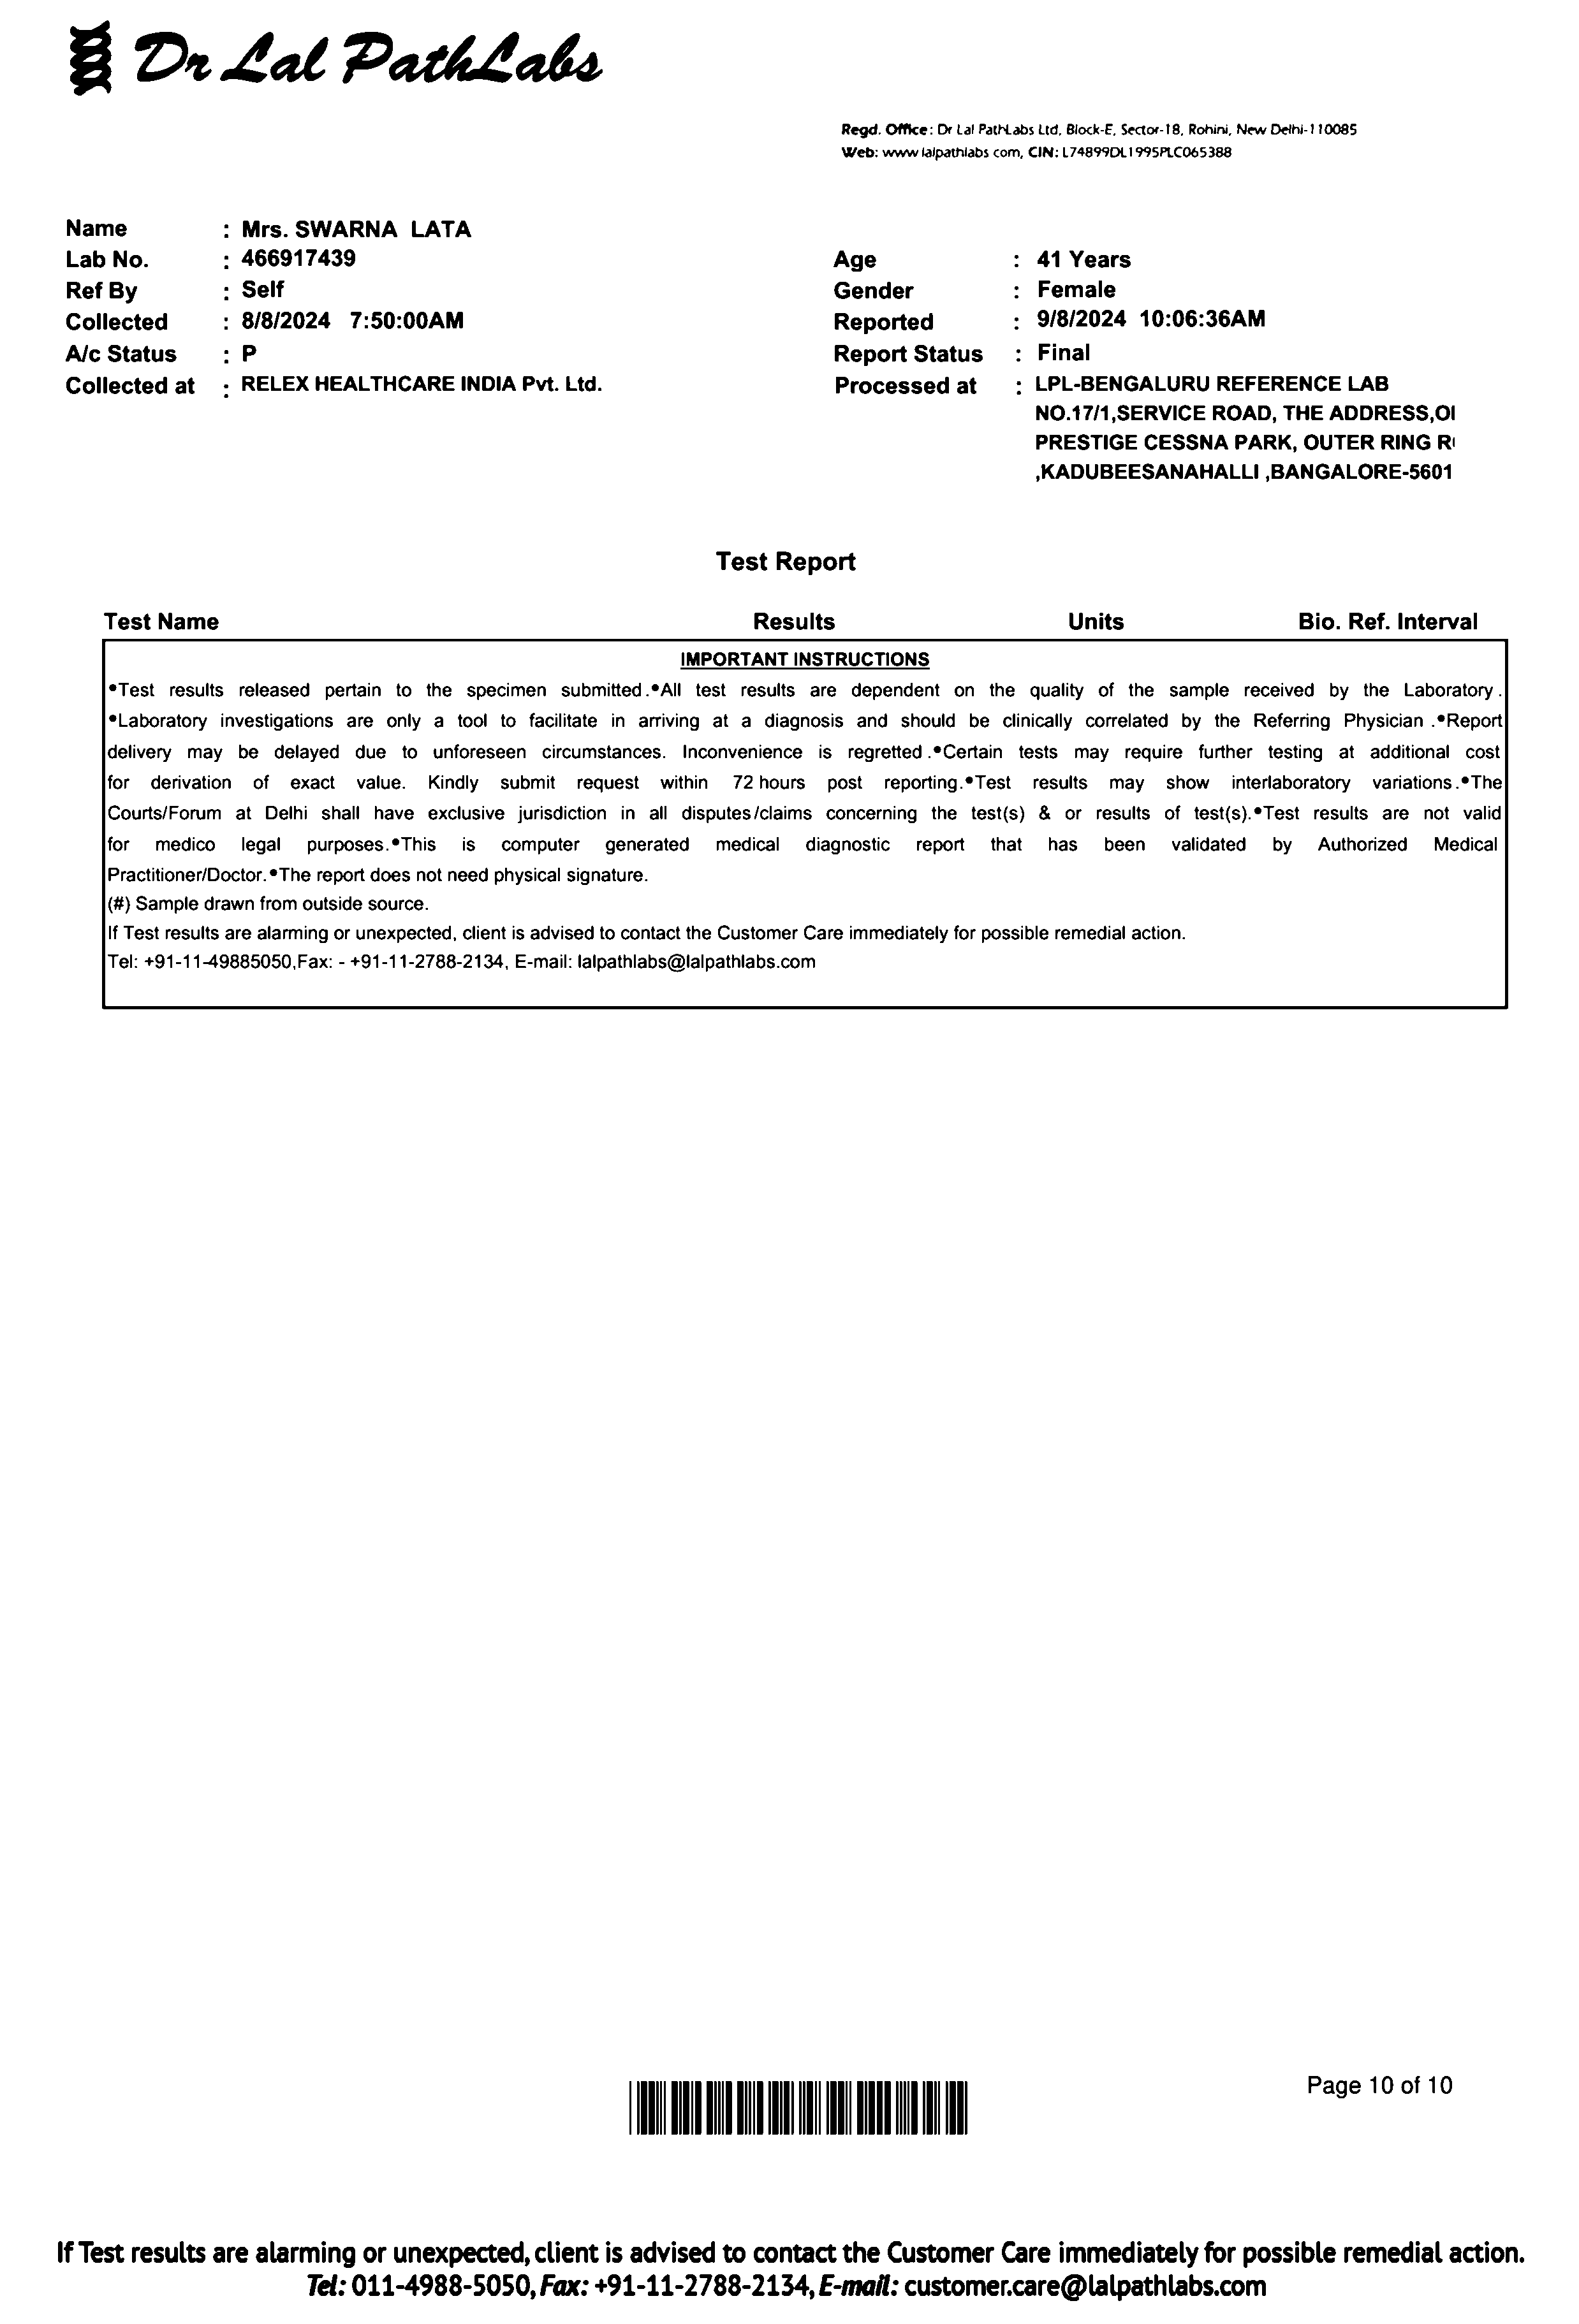 Dr Lal PathLabs
Regd. Office: Dr Lal PathLabs Ltd, Block-E, Sector-18, Rohini, New Delhi-110085
Web: www.lalpathlabs.com, CIN: L74899DL1995PLC065388
Name : Mrs. SWARNA LATA
Lab No. : 466917439 Age : 41 Years
Ref By : Self Gender : Female
Collected : 8/8/2024 7:50:00AM Reported : 9/8/2024 10:06:36AM
A/c Status : P Report Status : Final
Collected at : RELEX HEALTHCARE INDIA Pvt. Ltd. Processed at : LPL-BENGALURU REFERENCE LAB
NO.17/1,SERVICE ROAD, THE ADDRESS,
PRESTIGE CESSNA PARK, OUTER RING
,KADUBEESANAHALLI ,BANGALORE-5601
Test Report
Test Name Results Units Bio. Ref. Interval
IMPORTANT INSTRUCTIONS
•Test results released pertain to the specimen submitted.•All test results are dependent on the quality of the sample received by the Laboratory.
•Laboratory investigations are only a tool to facilitate in arriving at a diagnosis and should be clinically correlated by the Referring Physician .•Report
delivery may be delayed due to unforeseen circumstances. Inconvenience is regretted.•Certain tests may require further testing at additional cost
for derivation of exact value. Kindly submit request within 72 hours post reporting.•Test results may show interlaboratory variations.•The
Courts/Forum at Delhi shall have exclusive jurisdiction in all disputes/claims concerning the test(s) & or results of test(s).•Test results are not valid
for medico legal purposes.•This is computer generated medical diagnostic report that has been validated by Authorized Medical
Practitioner/Doctor.•The report does not need physical signature.
(#) Sample drawn from outside source.
If Test results are alarming or unexpected, client is advised to contact the Customer Care immediately for possible remedial action.
Tel: +91-11-49885050,Fax: - +91-11-2788-2134, E-mail: lalpathlabs@lalpathlabs.com
Page 10 of 10
If Test results are alarming or unexpected, client is advised to contact the Customer Care immediately for possible remedial action.
Tel: 011-4988-5050, Fax: +91-11-2788-2134, E-mail: customer.care@lalpathlabs.com